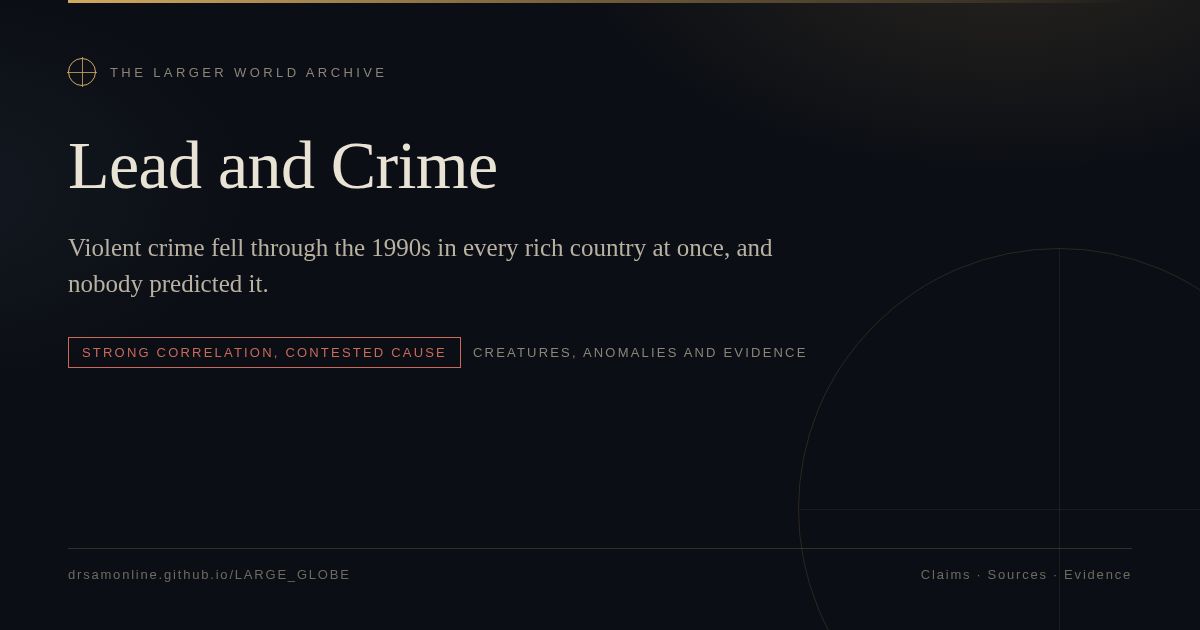 THE LARGER WORLD ARCHIVE
Lead and Crime
Violent crime fell through the 1990s in every rich country at once, and
nobody predicted it.
STRONG CORRELATION, CONTESTED CAUSE
CREATURES, ANOMALIES AND EVIDENCE
drsamonline.github.io/LARGE_GLOBE
Claims · Sources · Evidence